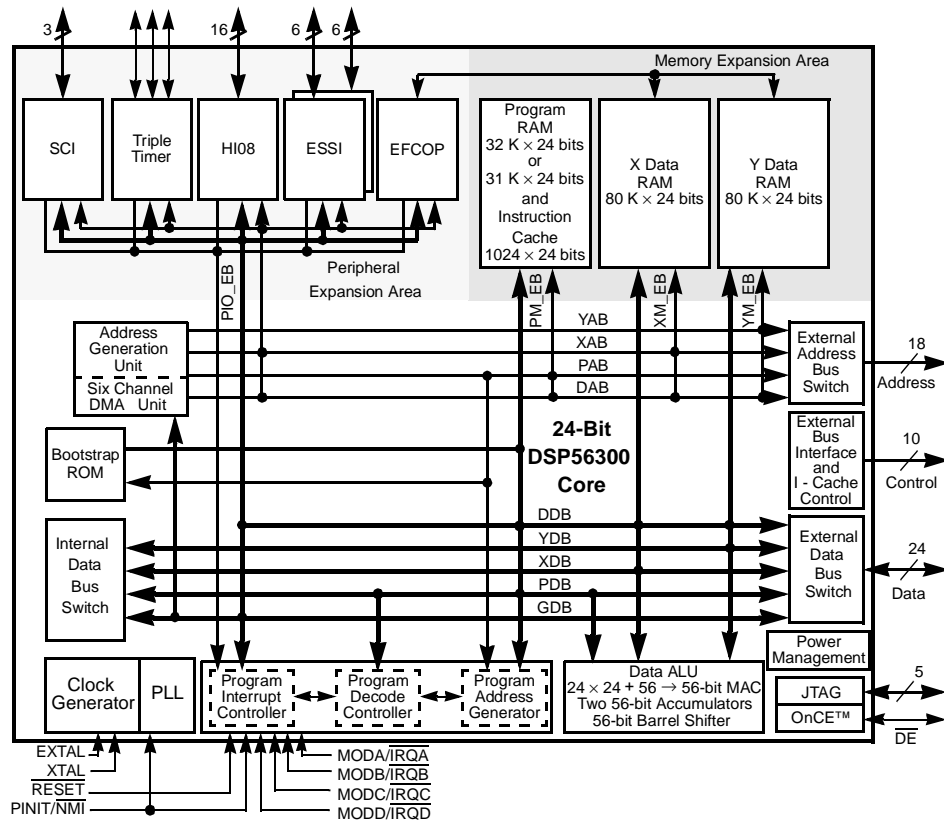 3
16
6
6
Memory Expansion Area
SCI
Triple
Timer
HI08
ESSI
EFCOP
Program
RAM
32 K × 24 bits
or
31 K × 24 bits
and
Instruction
Cache
1024 × 24 bits
X Data
RAM
80 K × 24 bits
Y Data
RAM
80 K × 24 bits
Peripheral
Expansion Area
PIO_EB
PM_EB
XM_EB
YM_EB
Address
Generation
Unit
Six Channel
DMA Unit
YAB
XAB
PAB
DAB
External
Address
Bus
Switch
18
Address
24-Bit
DSP56300
Core
Bootstrap
ROM
External
Bus
Interface
and
I - Cache
Control
10
Control
Internal
Data
Bus
Switch
DDB
YDB
XDB
PDB
GDB
External
Data
Bus
Switch
24
Data
Power
Management
Clock
Generator
PLL
Program
Interrupt
Controller
Program
Decode
Controller
Program
Address
Generator
Data ALU
24 × 24 + 56 → 56-bit MAC
Two 56-bit Accumulators
56-bit Barrel Shifter
JTAG
OnCE™
5
DE
EXTAL
XTAL
RESET
PINIT/NMI
MODA/IRQA
MODB/IRQB
MODC/IRQC
MODD/IRQD